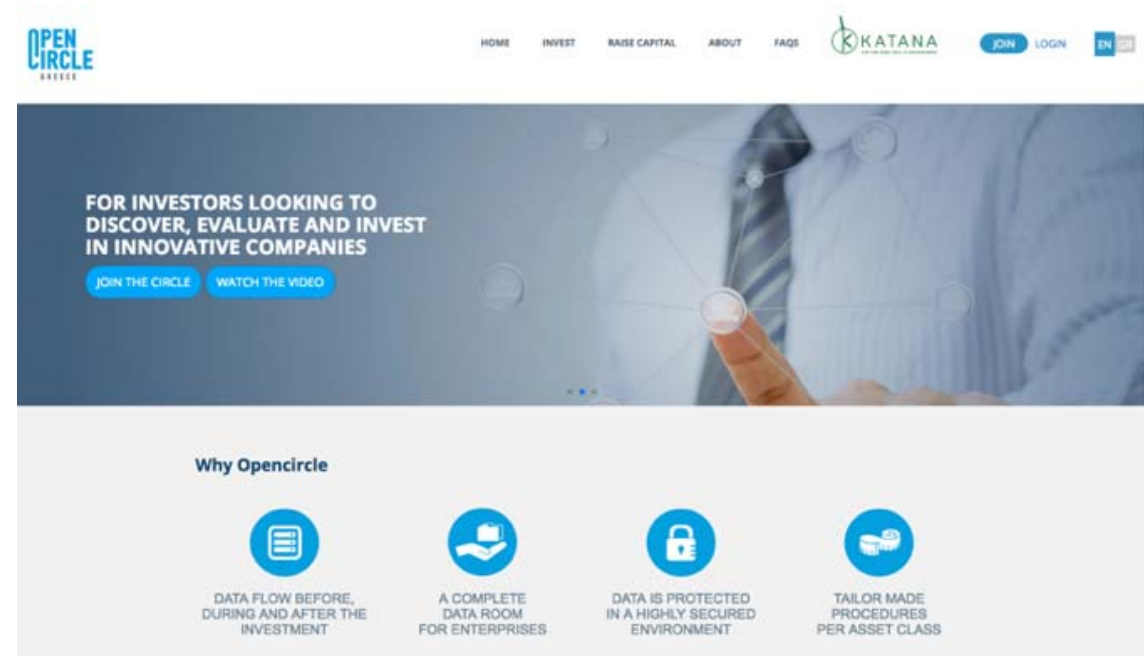 OPEN
CIRCLE
GREECE
HOME INVEST RAISE CAPITAL ABOUT FAQS KATANA JOIN LOGIN EN GR
FOR INVESTORS LOOKING TO
DISCOVER, EVALUATE AND INVEST
IN INNOVATIVE COMPANIES
JOIN THE CIRCLE WATCH THE VIDEO
Why Opencircle
DATA FLOW BEFORE,
DURING AND AFTER THE
INVESTMENT
A COMPLETE
DATA ROOM
FOR ENTERPRISES
DATA IS PROTECTED
IN A HIGHLY SECURED
ENVIRONMENT
TAILOR MADE
PROCEDURES
PER ASSET CLASS